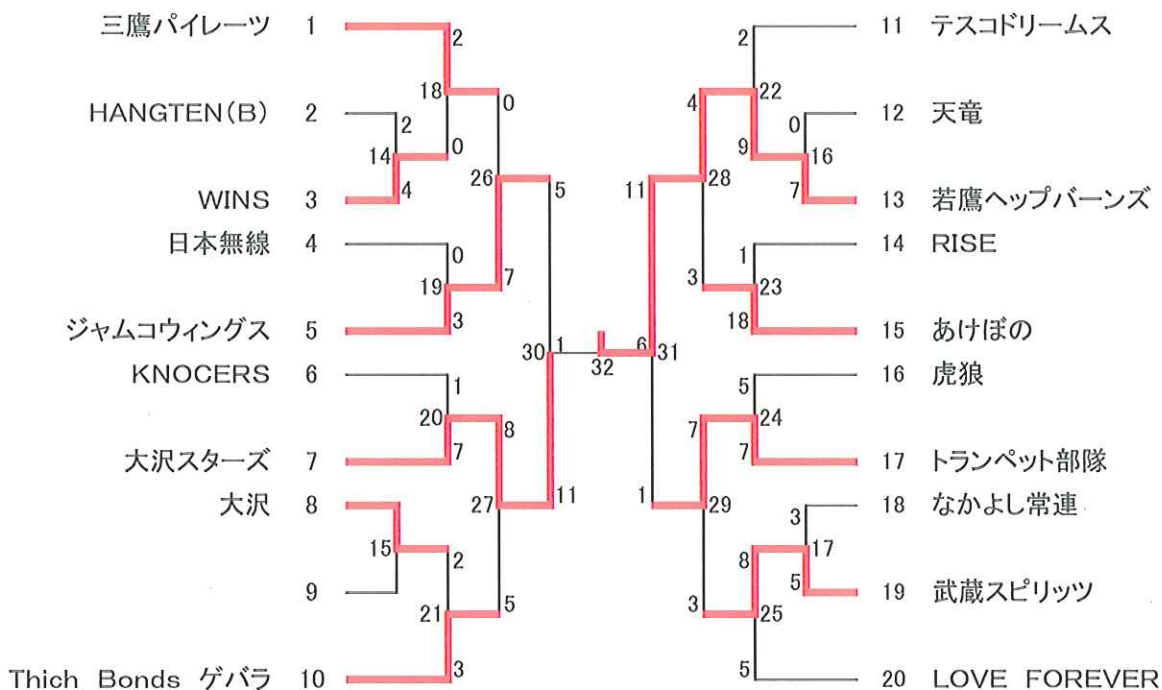 三鷹パイレーツ 1 2 2 11 テスコドリームス
18 0 4 22
HANGTEN(B) 2 2 0 12 天竜
14 0 9 16
WINS 3 4 26 5 11 28 7 13 若鷹ヘップバーンズ
日本無線 4 0 1 14 RISE
19 7 3 23
ジャムコウィングス 5 3 18 15 あけぼの
30 1 32 6 31
KNOCERS 6 1 5 16 虎狼
20 8 7 24
大沢スターズ 7 7 7 17 トランペット部隊
大沢 8 27 11 1 29 3 18 なかよし常連
15 2 8 17
9 5 19 武蔵スピリッツ
21 5 3 25
Thich Bonds ゲバラ 10 3 5 20 LOVE FOREVER